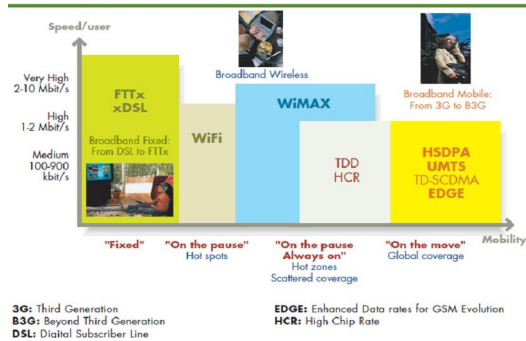 Speed/user
Very High
2-10 Mbit/s
High
1-2 Mbit/s
Medium
100-900
kbit/s
FTTx
xDSL
Broadband Fixed:
From DSL to FTTx
WiFi
Broadband Wireless
WiMAX
TDD
HCR
Broadband Mobile:
From 3G to B3G
HSDPA
UMTS
TD-SCDMA
EDGE
Mobility
"Fixed"
"On the pause"
Hot spots
"On the pause
Always on"
Hot zones
Scattered coverage
"On the move"
Global coverage
3G: Third Generation
B3G: Beyond Third Generation
DSL: Digital Subscriber Line
EDGE: Enhanced Data rates for GSM Evolution
HCR: High Chip Rate